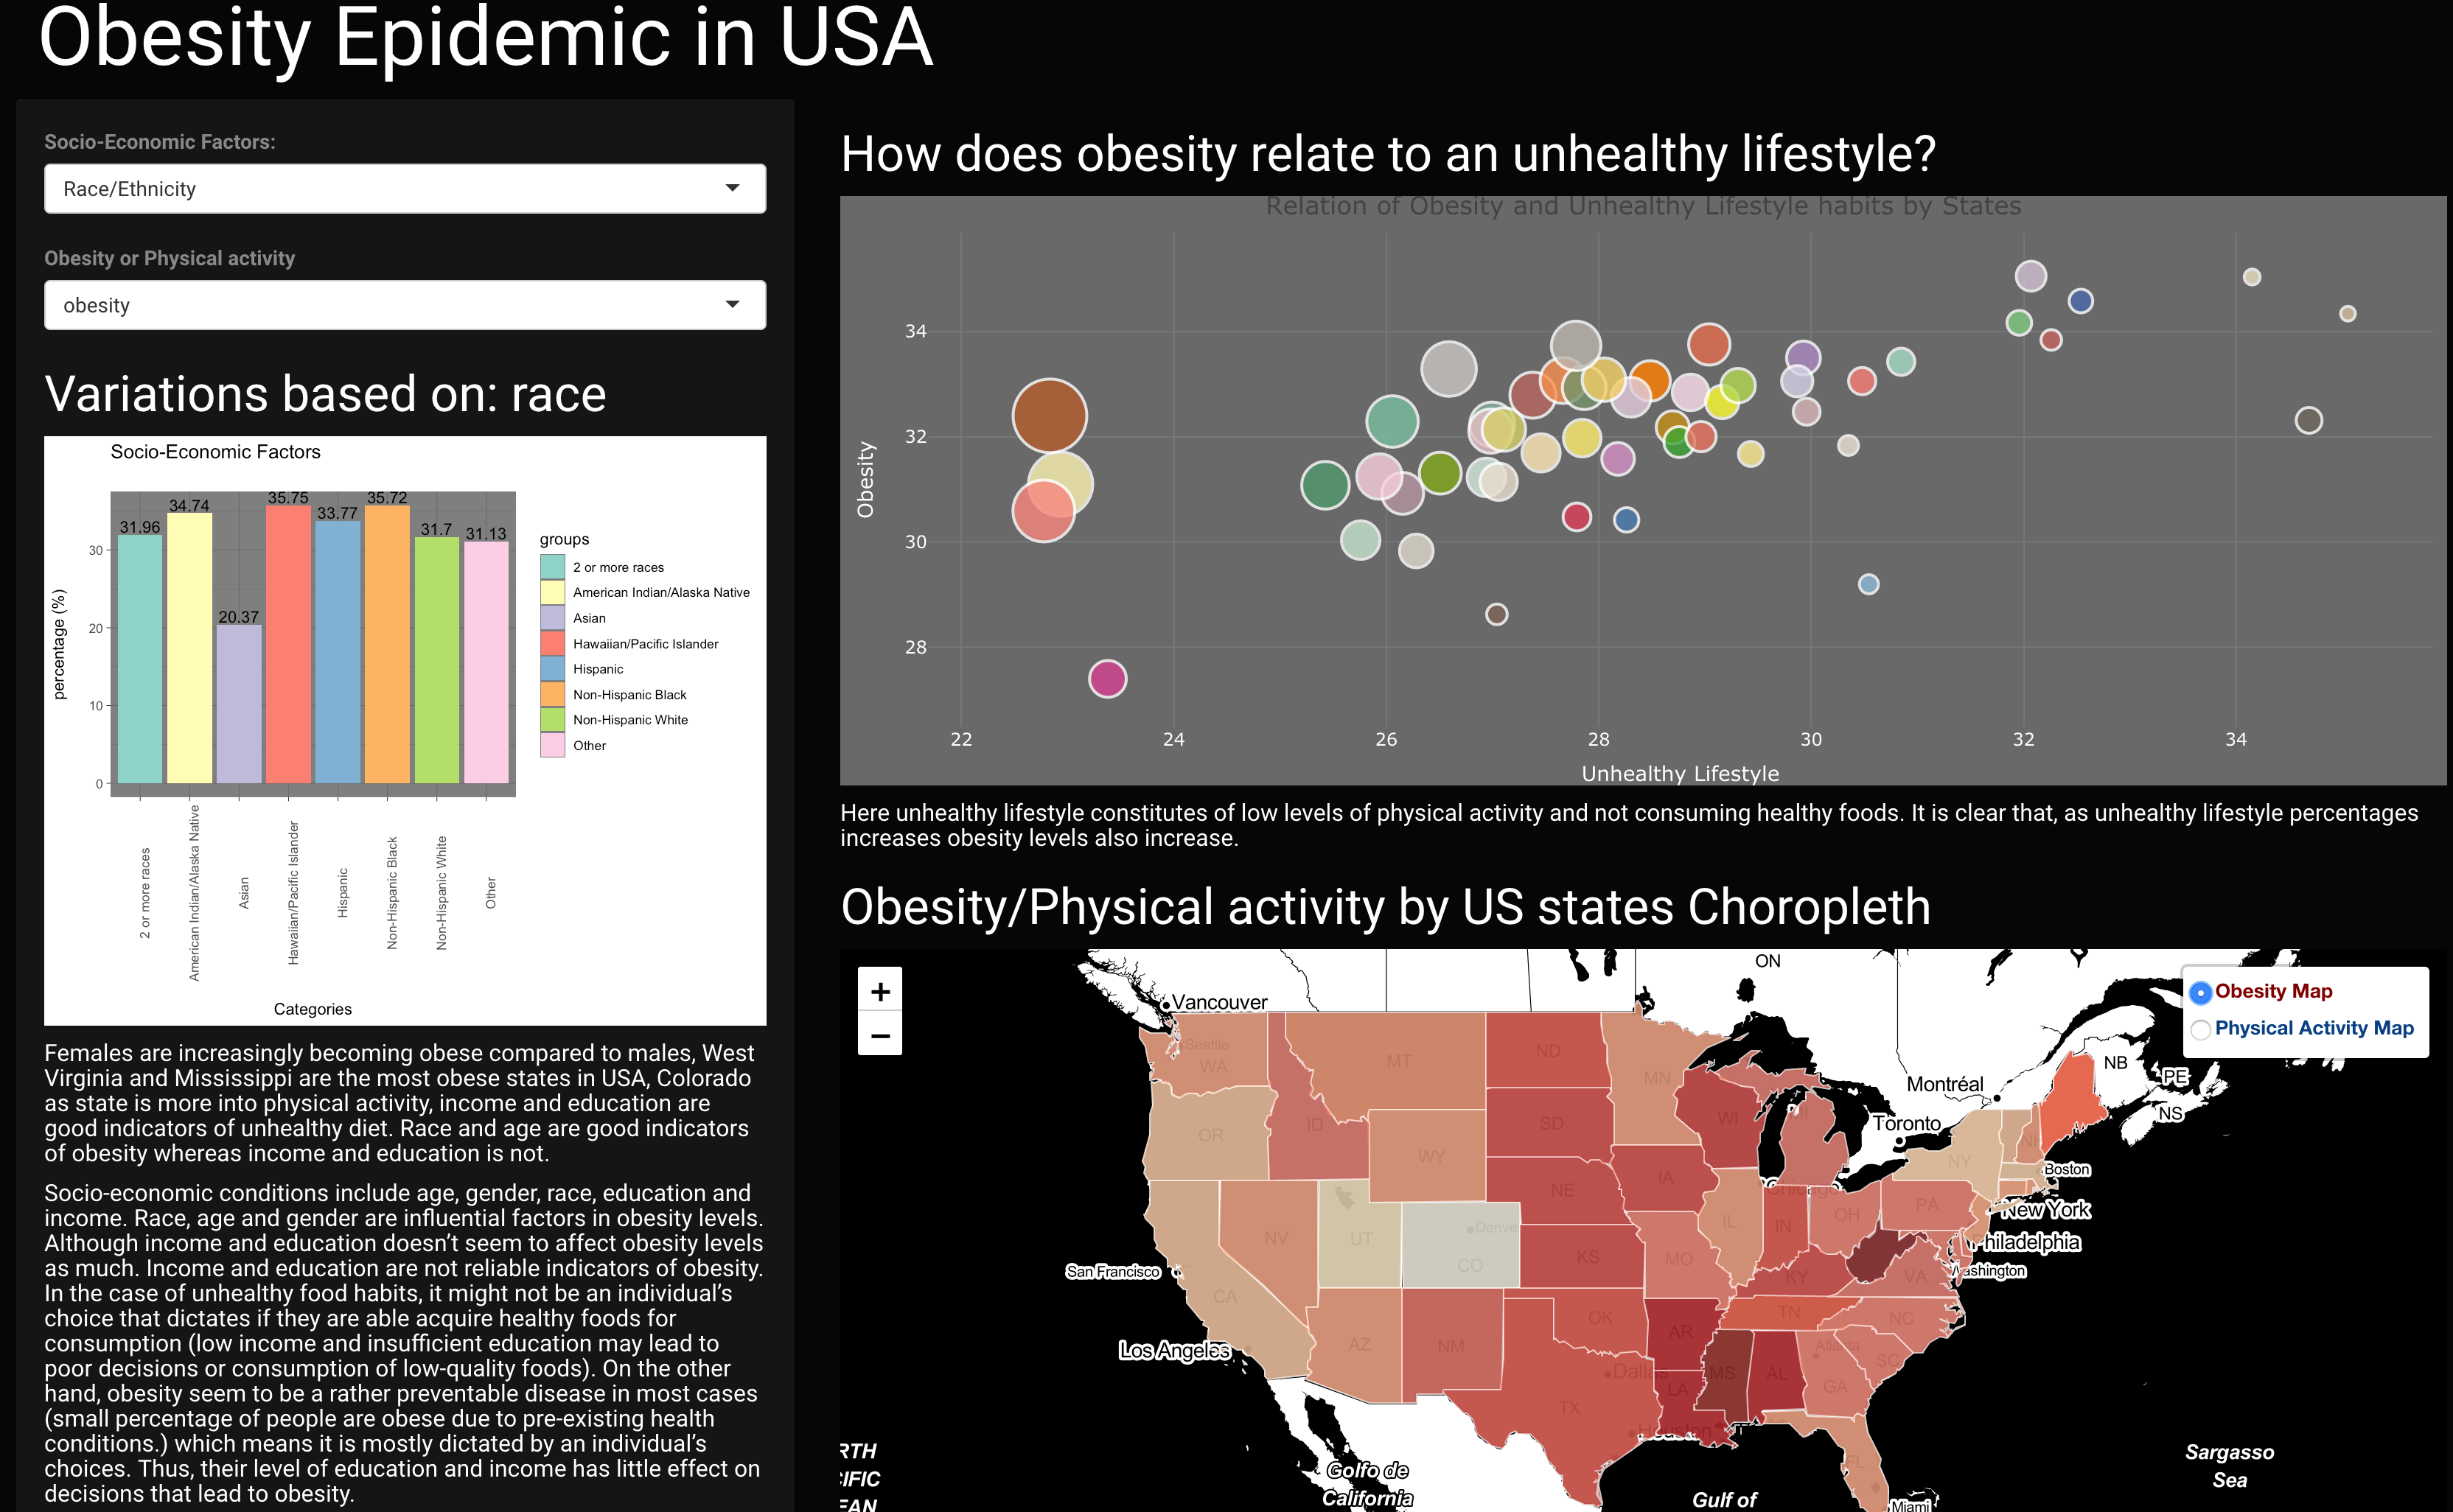 Obesity Epidemic in USA
Socio-Economic Factors:
Race/Ethnicity
Obesity or Physical activity
obesity
Variations based on: race
Socio-Economic Factors
percentage (%)
30
20
10
0
31.96
34.74
20.37
35.75
33.77
35.72
31.7
31.13
2 or more races
American Indian/Alaska Native
Asian
Hawaiian/Pacific Islander
Hispanic
Non-Hispanic Black
Non-Hispanic White
Other
Categories
groups
2 or more races
American Indian/Alaska Native
Asian
Hawaiian/Pacific Islander
Hispanic
Non-Hispanic Black
Non-Hispanic White
Other
Females are increasingly becoming obese compared to males, West
Virginia and Mississippi are the most obese states in USA, Colorado
as state is more into physical activity, income and education are
good indicators of unhealthy diet. Race and age are good indicators
of obesity whereas income and education is not.
Socio-economic conditions include age, gender, race, education and
income. Race, age and gender are influential factors in obesity levels.
Although income and education doesn't seem to affect obesity levels
as much. Income and education are not reliable indicators of obesity.
In the case of unhealthy food habits, it might not be an individual's
choice that dictates if they are able acquire healthy foods for
consumption (low income and insufficient education may lead to
poor decisions or consumption of low-quality foods). On the other
hand, obesity seem to be a rather preventable disease in most cases
(small percentage of people are obese due to pre-existing health
conditions.) which means it is mostly dictated by an individual's
choices. Thus, their level of education and income has little effect on
decisions that lead to obesity.
How does obesity relate to an unhealthy lifestyle?
Relation of Obesity and Unhealthy Lifestyle habits by States
Obesity
34
32
30
28
22
24
26
28
30
32
34
Unhealthy Lifestyle
Here unhealthy lifestyle constitutes of low levels of physical activity and not consuming healthy foods. It is clear that, as unhealthy lifestyle percentages
increases obesity levels also increase.
Obesity/Physical activity by US states Choropleth
+
−
Obesity Map
Physical Activity Map
ON
Vancouver
Seattle
WA
MT
ND
MN
NB
PE
NS
Montréal
Toronto
OR
ID
SD
WI
WY
NY
NH
Boston
NE
IA
Chicago
New York
PA
OH
IL
IN
NV
UT
Denve
CO
KS
MO
Philadelphia
VA
Washington
San Francisco
CA
KY
TN
NC
OK
AR
AZ
NM
Los Angeles
Atlanta
SC
Dallas
MS
AL
GA
LA
TX
Houston
FL
Miami
RTH
IFIC
EAN
Golfo de
California
Gulf of
Sargasso
Sea